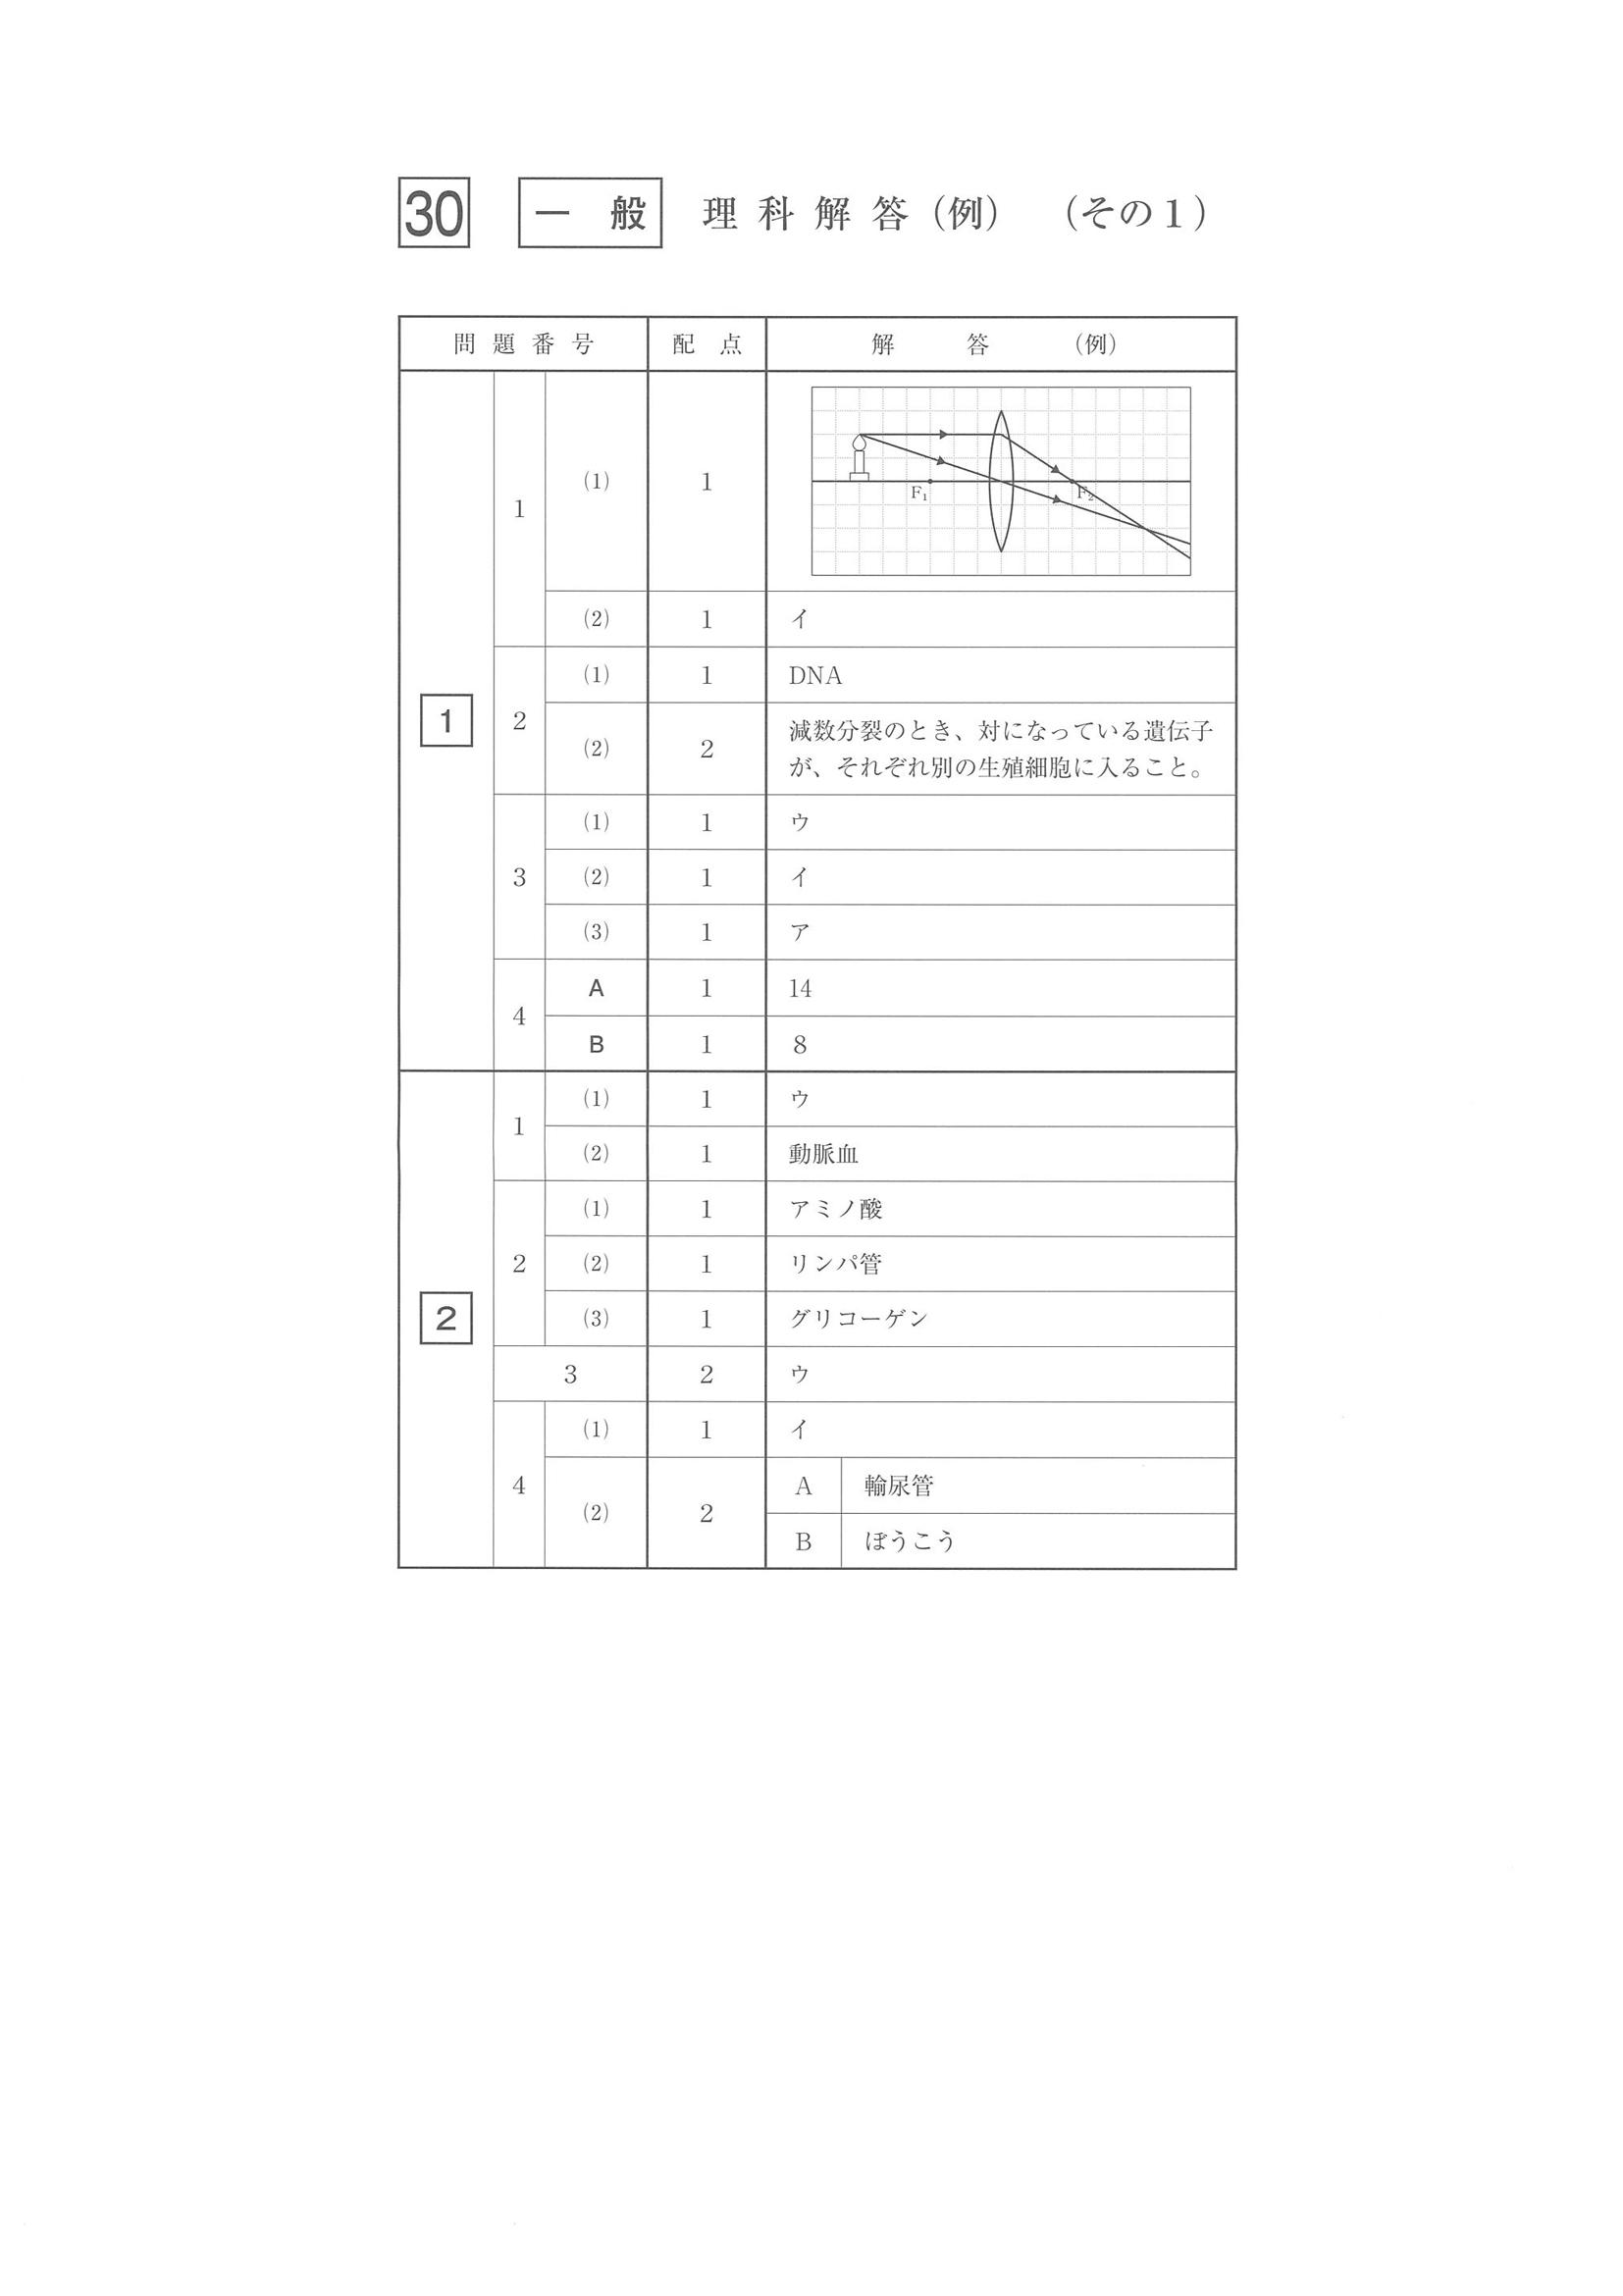 30 一 般 理科解答(例) (その1)
問題番号 配点 解答(例)
1
1 (1) 1
F₁ F₂
(2) 1 イ
2 (1) 1 DNA
(2) 2 減数分裂のとき、対になっている遺伝子
が、それぞれ別の生殖細胞に入ること。
3 (1) 1 ウ
(2) 1 イ
(3) 1 ア
4 A 1 14
B 1 8
2
1 (1) 1 ウ
(2) 1 動脈血
2 (1) 1 アミノ酸
(2) 1 リンパ管
(3) 1 グリコーゲン
3 2 ウ
4 (1) 1 イ
(2) 2 A 輸尿管
B ぼうこう